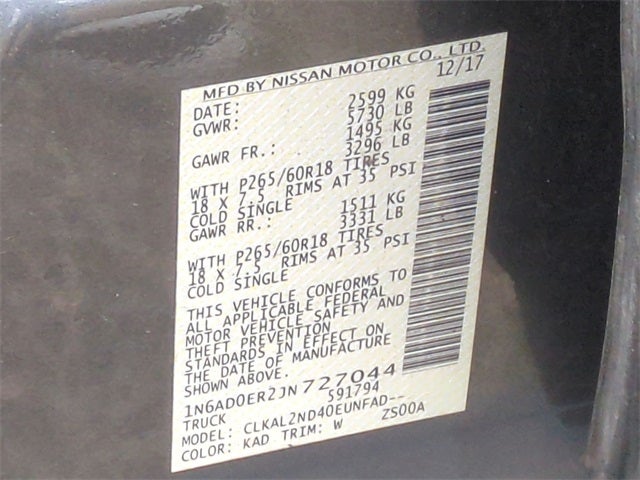 MFD BY NISSAN MOTOR CO., LTD.
DATE: 12/17
GVWR: 2599 KG
5730 LB
GAWR FR.: 1495 KG
3296 LB
WITH P265/60R18 TIRES
18 X 7.5 RIMS AT 35 PSI
COLD SINGLE
GAWR RR.: 1511 KG
3331 LB
WITH P265/60R18 TIRES
18 X 7.5 RIMS AT 35 PSI
COLD SINGLE
THIS VEHICLE CONFORMS TO
ALL APPLICABLE FEDERAL
MOTOR VEHICLE SAFETY AND
THEFT PREVENTION
STANDARDS IN EFFECT ON
THE DATE OF MANUFACTURE
SHOWN ABOVE.
1N6AD0ER2JN727044
TRUCK 591794
MODEL: CLKAL2ND40EUNFAD--
COLOR: KAD TRIM: W ZS00A